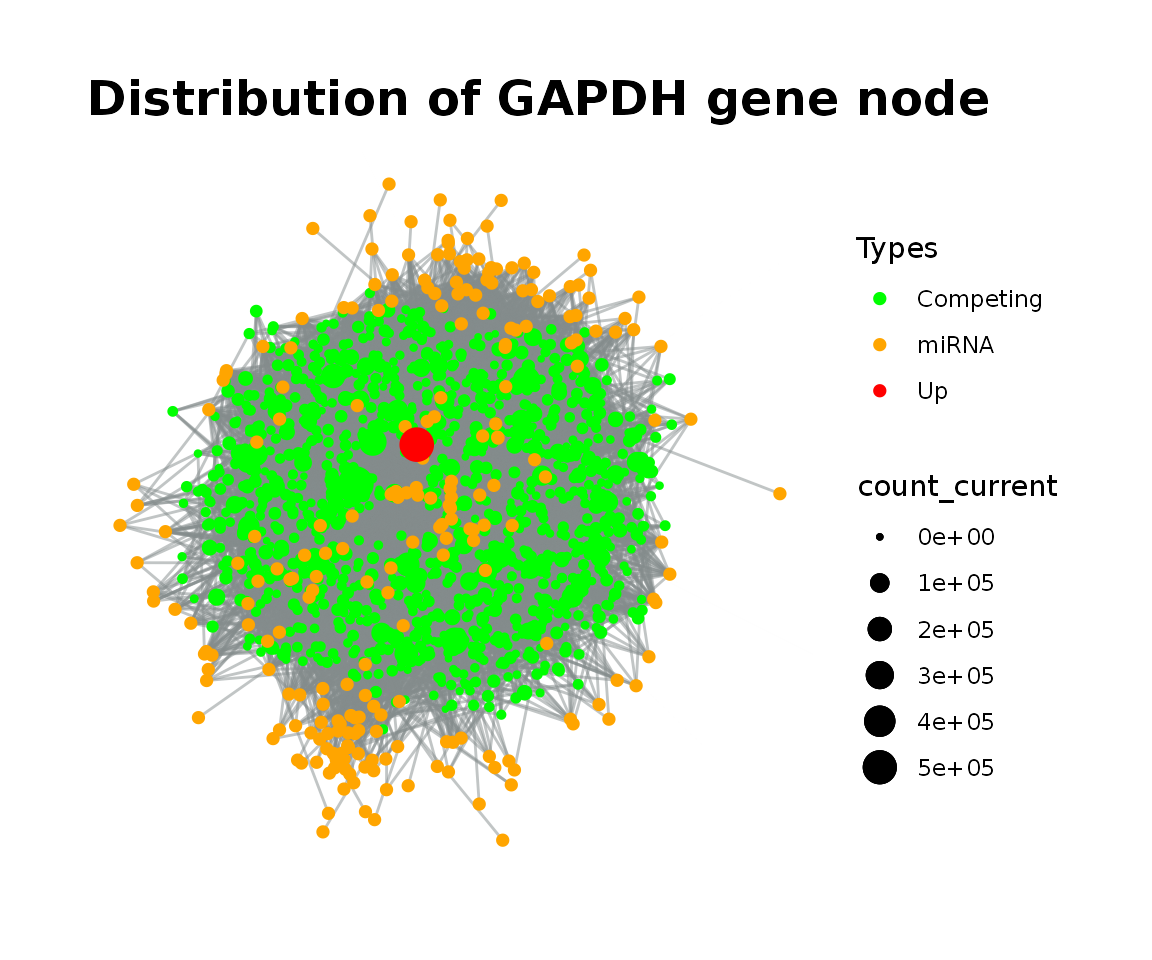 Distribution of GAPDH gene node
Types
Competing
miRNA
Up
count_current
0e+00
1e+05
2e+05
3e+05
4e+05
5e+05